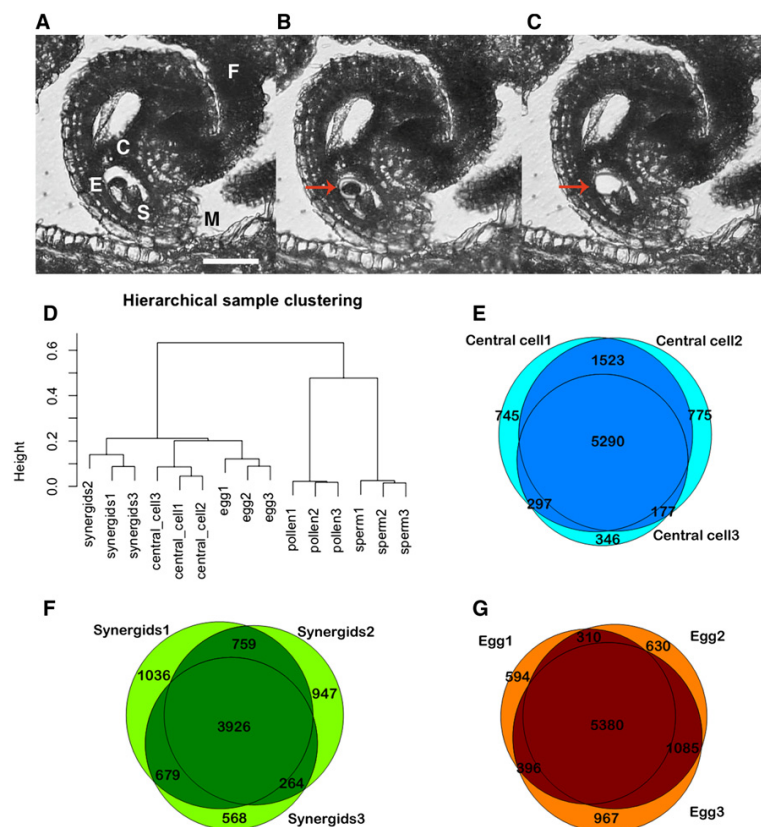 A
B
C
F
C
E
S
M
D
Hierarchical sample clustering
Height
0.6
0.4
0.2
0.0
synergids2
synergids1
synergids3
central_cell3
central_cell1
central_cell2
egg1
egg2
egg3
pollen1
pollen2
pollen3
sperm1
sperm2
sperm3
E
Central cell1
Central cell2
1523
745
775
5290
297
177
Central cell3
346
F
Synergids1
Synergids2
759
1036
947
3926
679
264
568
Synergids3
G
Egg1
Egg2
310
630
594
5380
1085
396
967
Egg3